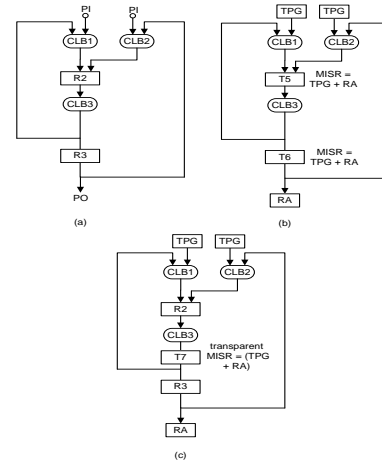 PI PI
CLB1 CLB2
R2
CLB3
R3
PO
(a)
TPG TPG
CLB1 CLB2
T5 MISR =
TPG + RA
CLB3
T6 MISR =
TPG + RA
RA
(b)
TPG TPG
CLB1 CLB2
R2
CLB3
T7 transparent
MISR = (TPG
+ RA)
R3
RA
(c)